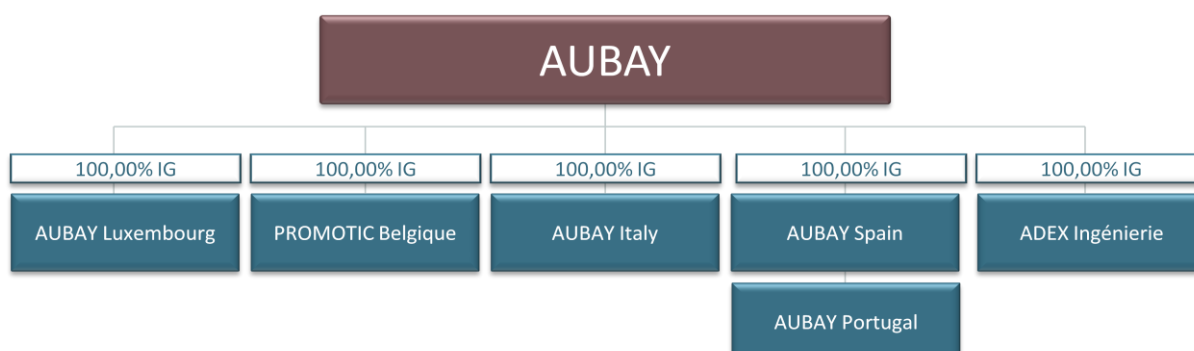 AUBAY
100,00% IG
100,00% IG
100,00% IG
100,00% IG
100,00% IG
AUBAY Luxembourg
PROMOTIC Belgique
AUBAY Italy
AUBAY Spain
ADEX Ingénierie
AUBAY Portugal